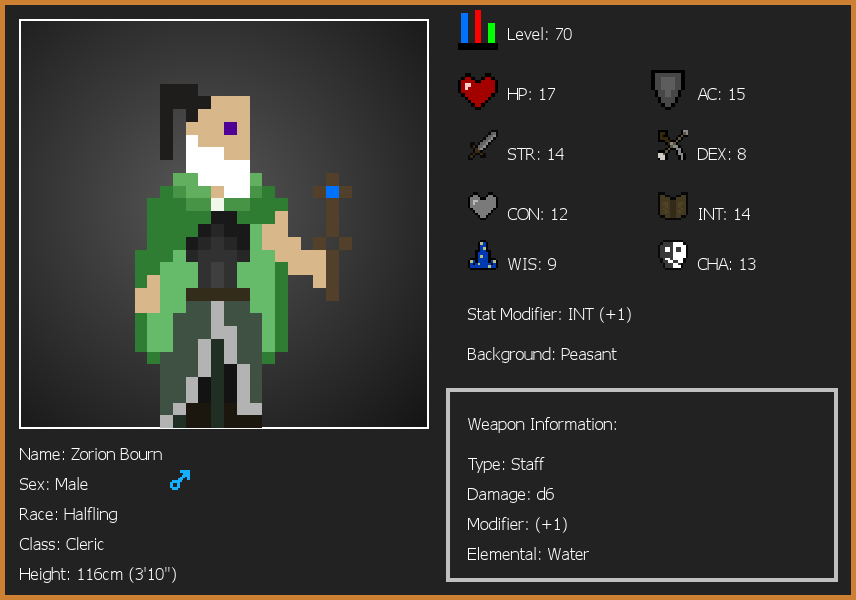 Level: 70
HP: 17
AC: 15
STR: 14
DEX: 8
CON: 12
INT: 14
WIS: 9
CHA: 13
Stat Modifier: INT (+1)
Background: Peasant
Weapon Information:
Type: Staff
Damage: d6
Modifier: (+1)
Elemental: Water
Name: Zorion Bourn
Sex: Male
Race: Halfling
Class: Cleric
Height: 116cm (3'10")